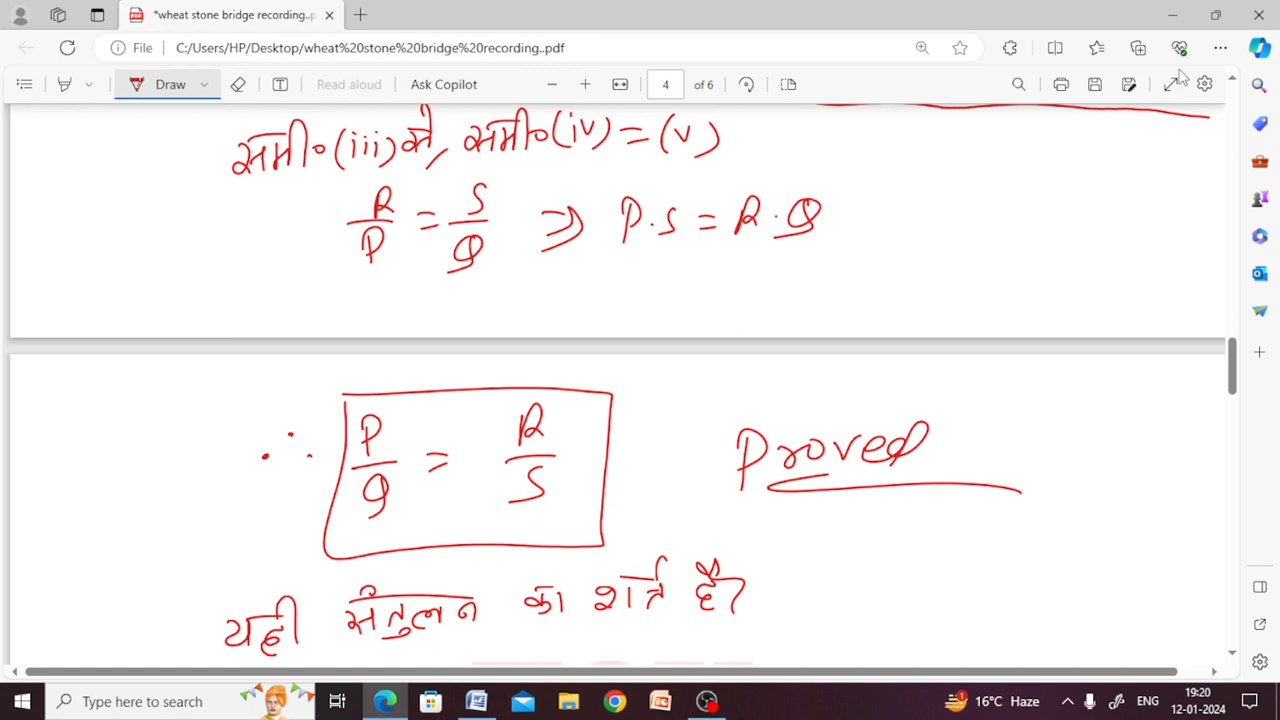 *wheat stone bridge recording..p
File C:/Users/HP/Desktop/wheat%20stone%20bridge%20recording..pdf
Draw Read aloud Ask Copilot 4 of 6
समी०(iii)से, समी०(iv)=(v)
R/P = S/Q ⇒ P·S = R·Q
∴ P/Q = R/S Proved
यही संतुलन का शर्त है।
Type here to search
16°C Haze ENG 19:20
12-01-2024